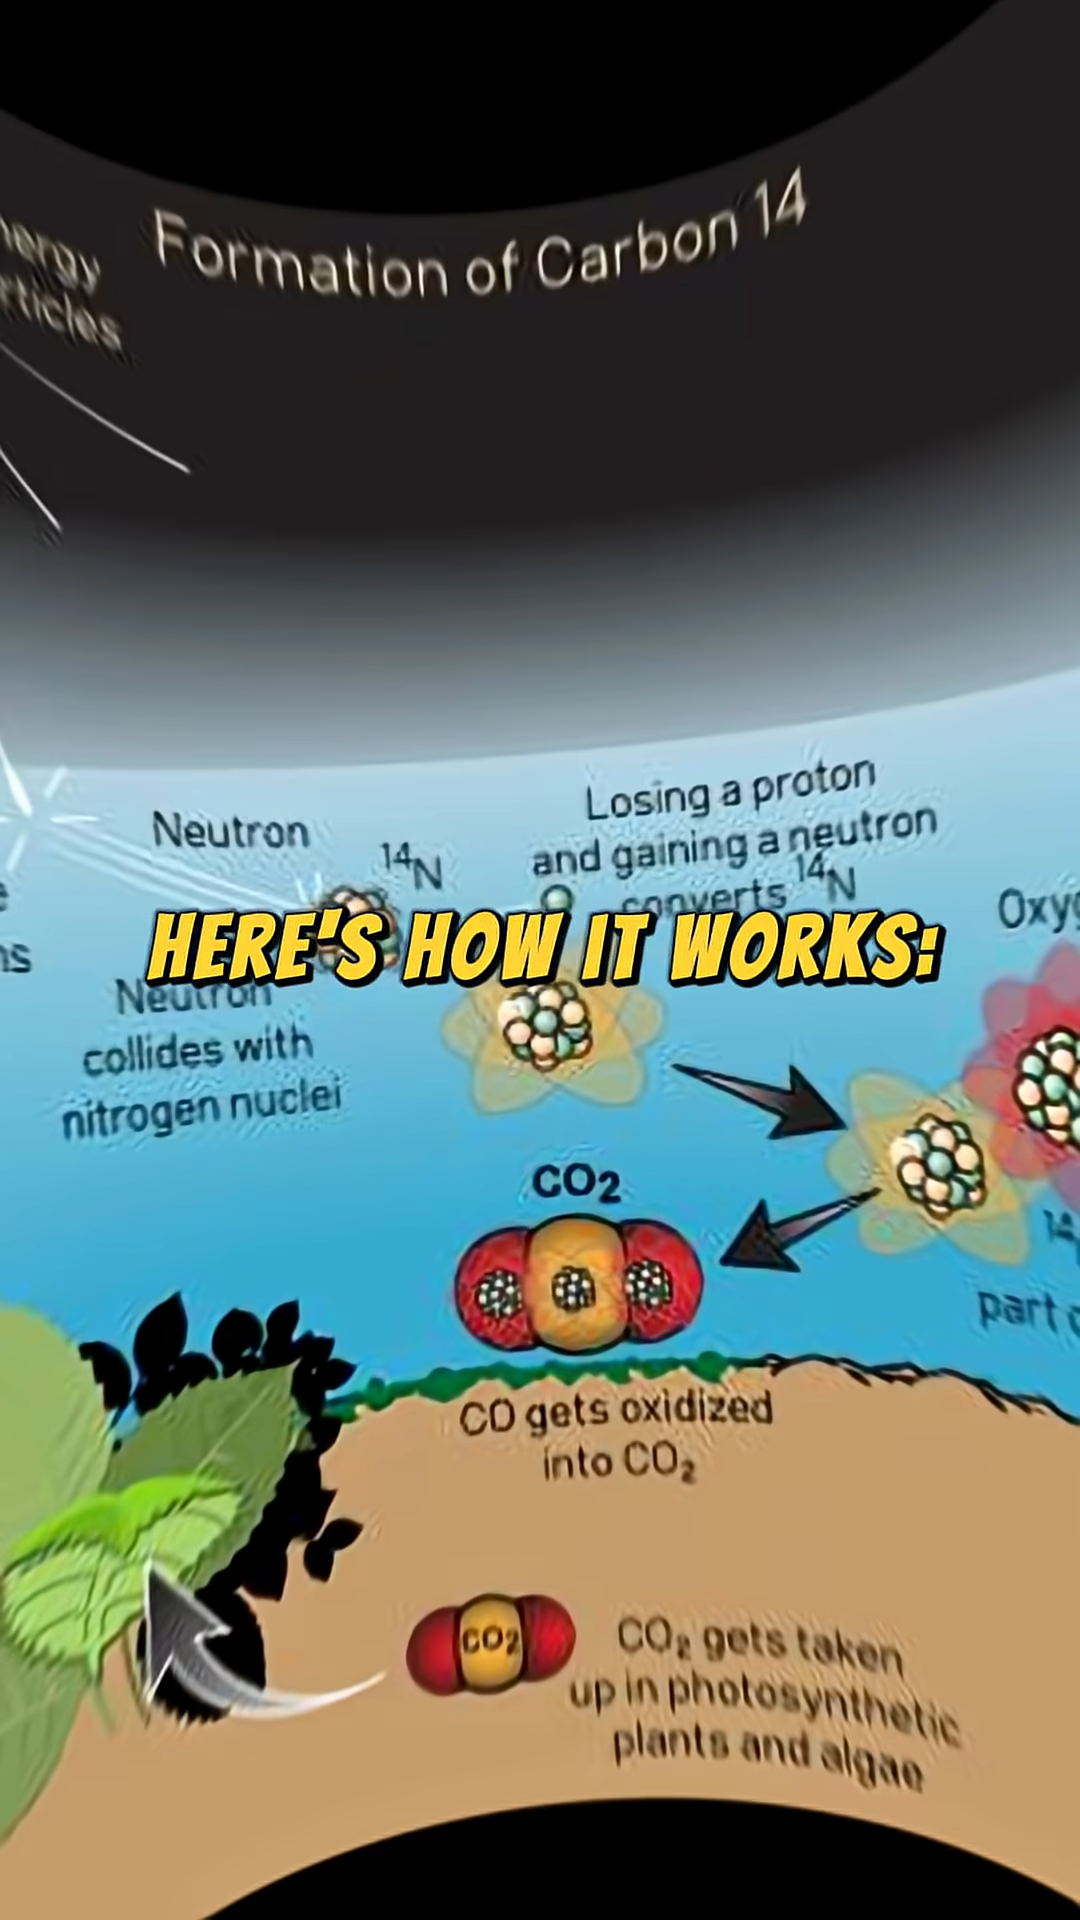 Formation of Carbon 14
Losing a proton
and gaining a neutron
converts ¹⁴N
Neutron
¹⁴N
HERE'S HOW IT WORKS:
Neutron
collides with
nitrogen nuclei
CO₂
CO gets oxidized
into CO₂
CO₂
CO₂ gets taken
up in photosynthetic
plants and algae